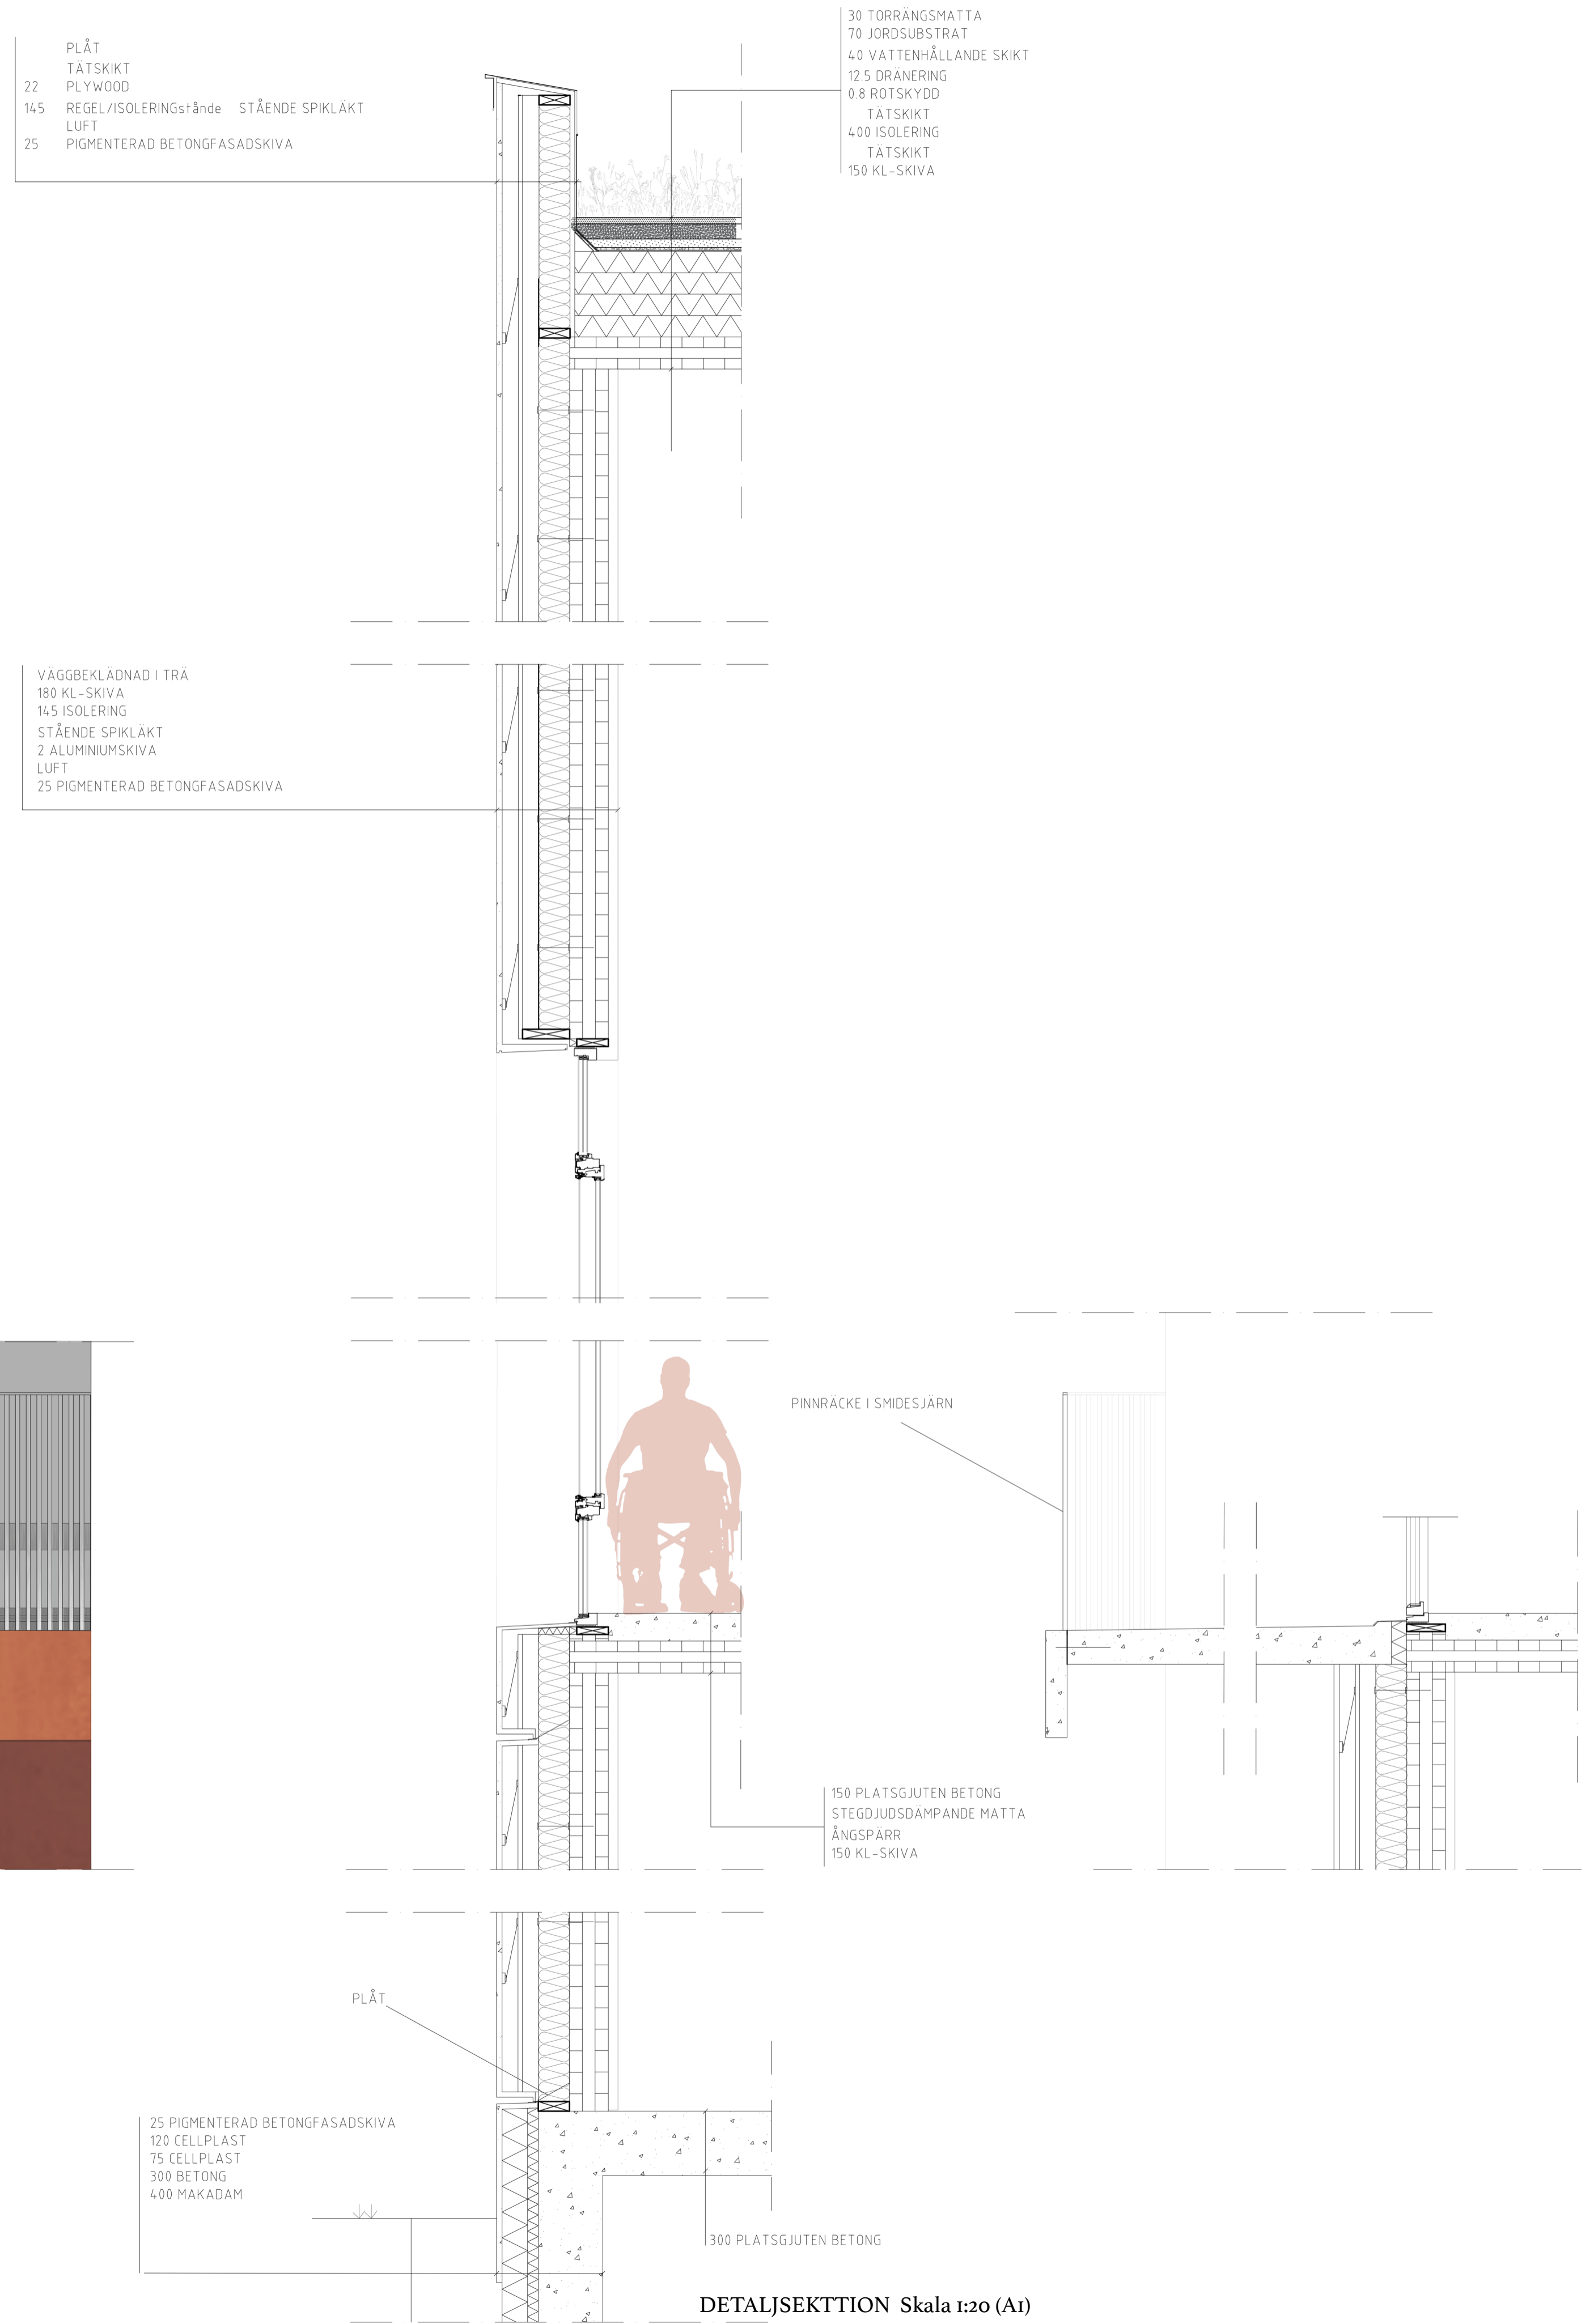 PLÅT
TÄTSKIKT
22 PLYWOOD
145 REGEL/ISOLERINGstånde STÅENDE SPIKLÄKT
LUFT
25 PIGMENTERAD BETONGFASADSKIVA
30 TORRÄNGSMATTA
70 JORDSUBSTRAT
40 VATTENHÅLLANDE SKIKT
12.5 DRÄNERING
0.8 ROTSKYDD
TÄTSKIKT
400 ISOLERING
TÄTSKIKT
150 KL-SKIVA
VÄGGBEKLÄDNAD I TRÄ
180 KL-SKIVA
145 ISOLERING
STÅENDE SPIKLÄKT
2 ALUMINIUMSKIVA
LUFT
25 PIGMENTERAD BETONGFASADSKIVA
PINNRÄCKE I SMIDESJÄRN
150 PLATSGJUTEN BETONG
STEGDJUDSDÄMPANDE MATTA
ÅNGSPÄRR
150 KL-SKIVA
PLÅT
25 PIGMENTERAD BETONGFASADSKIVA
120 CELLPLAST
75 CELLPLAST
300 BETONG
400 MAKADAM
300 PLATSGJUTEN BETONG
DETALJSEKTTION Skala 1:20 (A1)